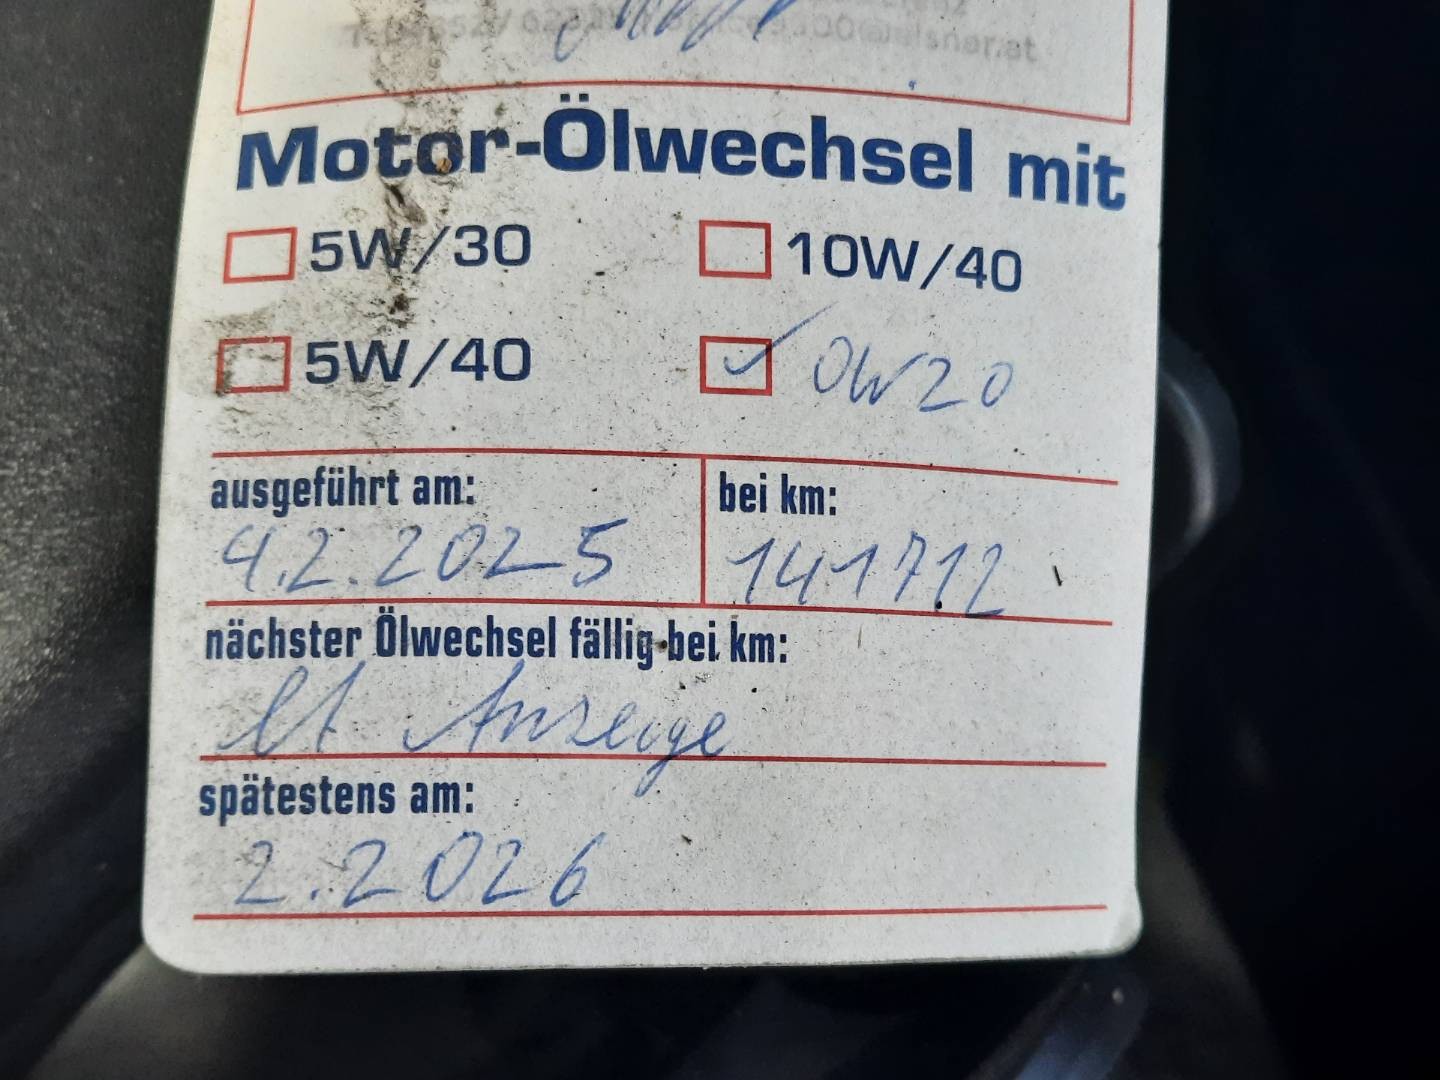 Motor-Ölwechsel mit
5W/30 10W/40
5W/40 ✓ 0W20
ausgeführt am: bei km:
4.2.2025 141712
nächster Ölwechsel fällig bei km:
lt Anzeige
spätestens am:
2.2026